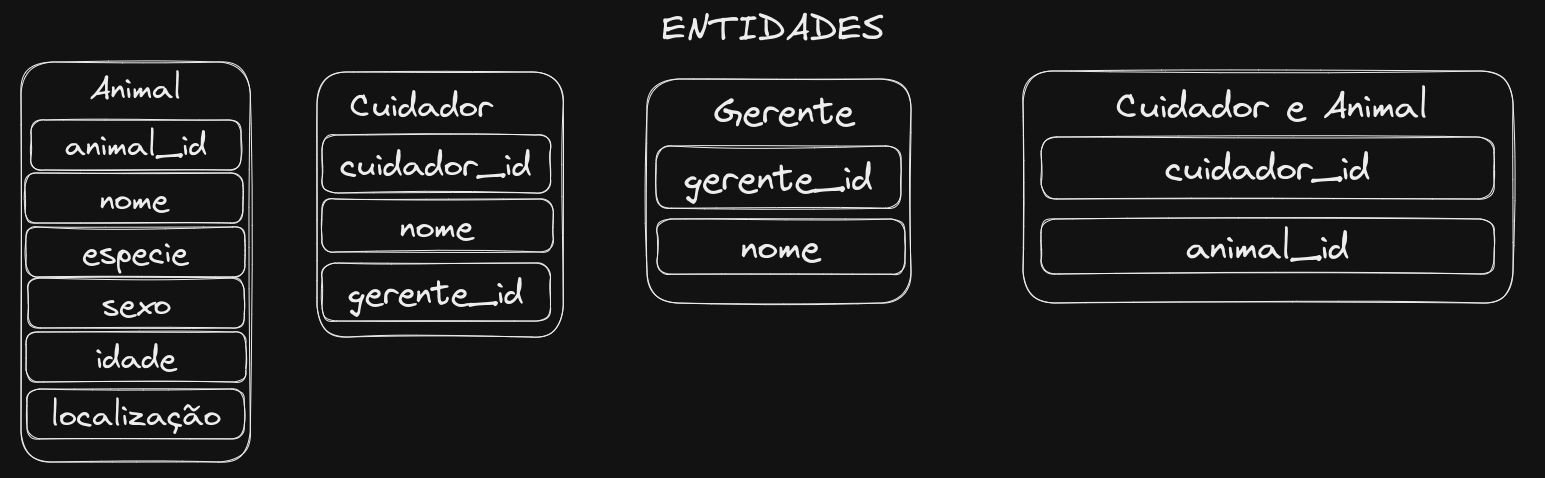 ENTIDADES
Animal
animal_id
nome
especie
sexo
idade
localização
Cuidador
cuidador_id
nome
gerente_id
Gerente
gerente_id
nome
Cuidador e Animal
cuidador_id
animal_id